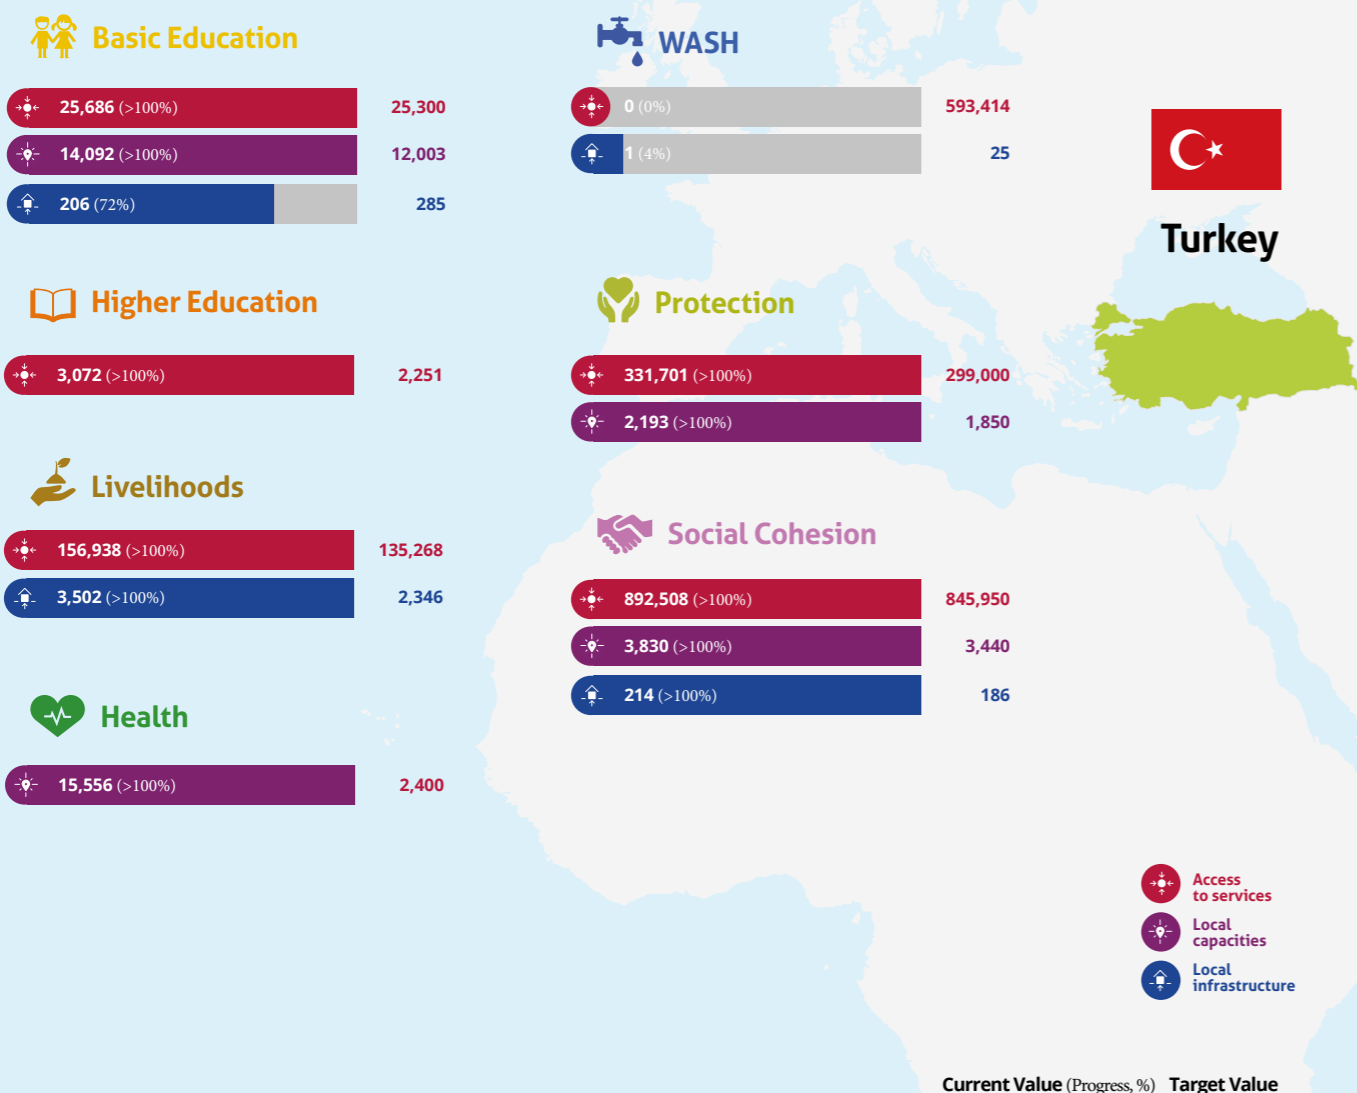 Basic Education
25,686 (>100%) 25,300
14,092 (>100%) 12,003
206 (72%) 285
Higher Education
3,072 (>100%) 2,251
Livelihoods
156,938 (>100%) 135,268
3,502 (>100%) 2,346
Health
15,556 (>100%) 2,400
WASH
0 (0%) 593,414
1 (4%) 25
Protection
331,701 (>100%) 299,000
2,193 (>100%) 1,850
Social Cohesion
892,508 (>100%) 845,950
3,830 (>100%) 3,440
214 (>100%) 186
Turkey
Access
to services
Local
capacities
Local
infrastructure
Current Value (Progress, %) Target Value